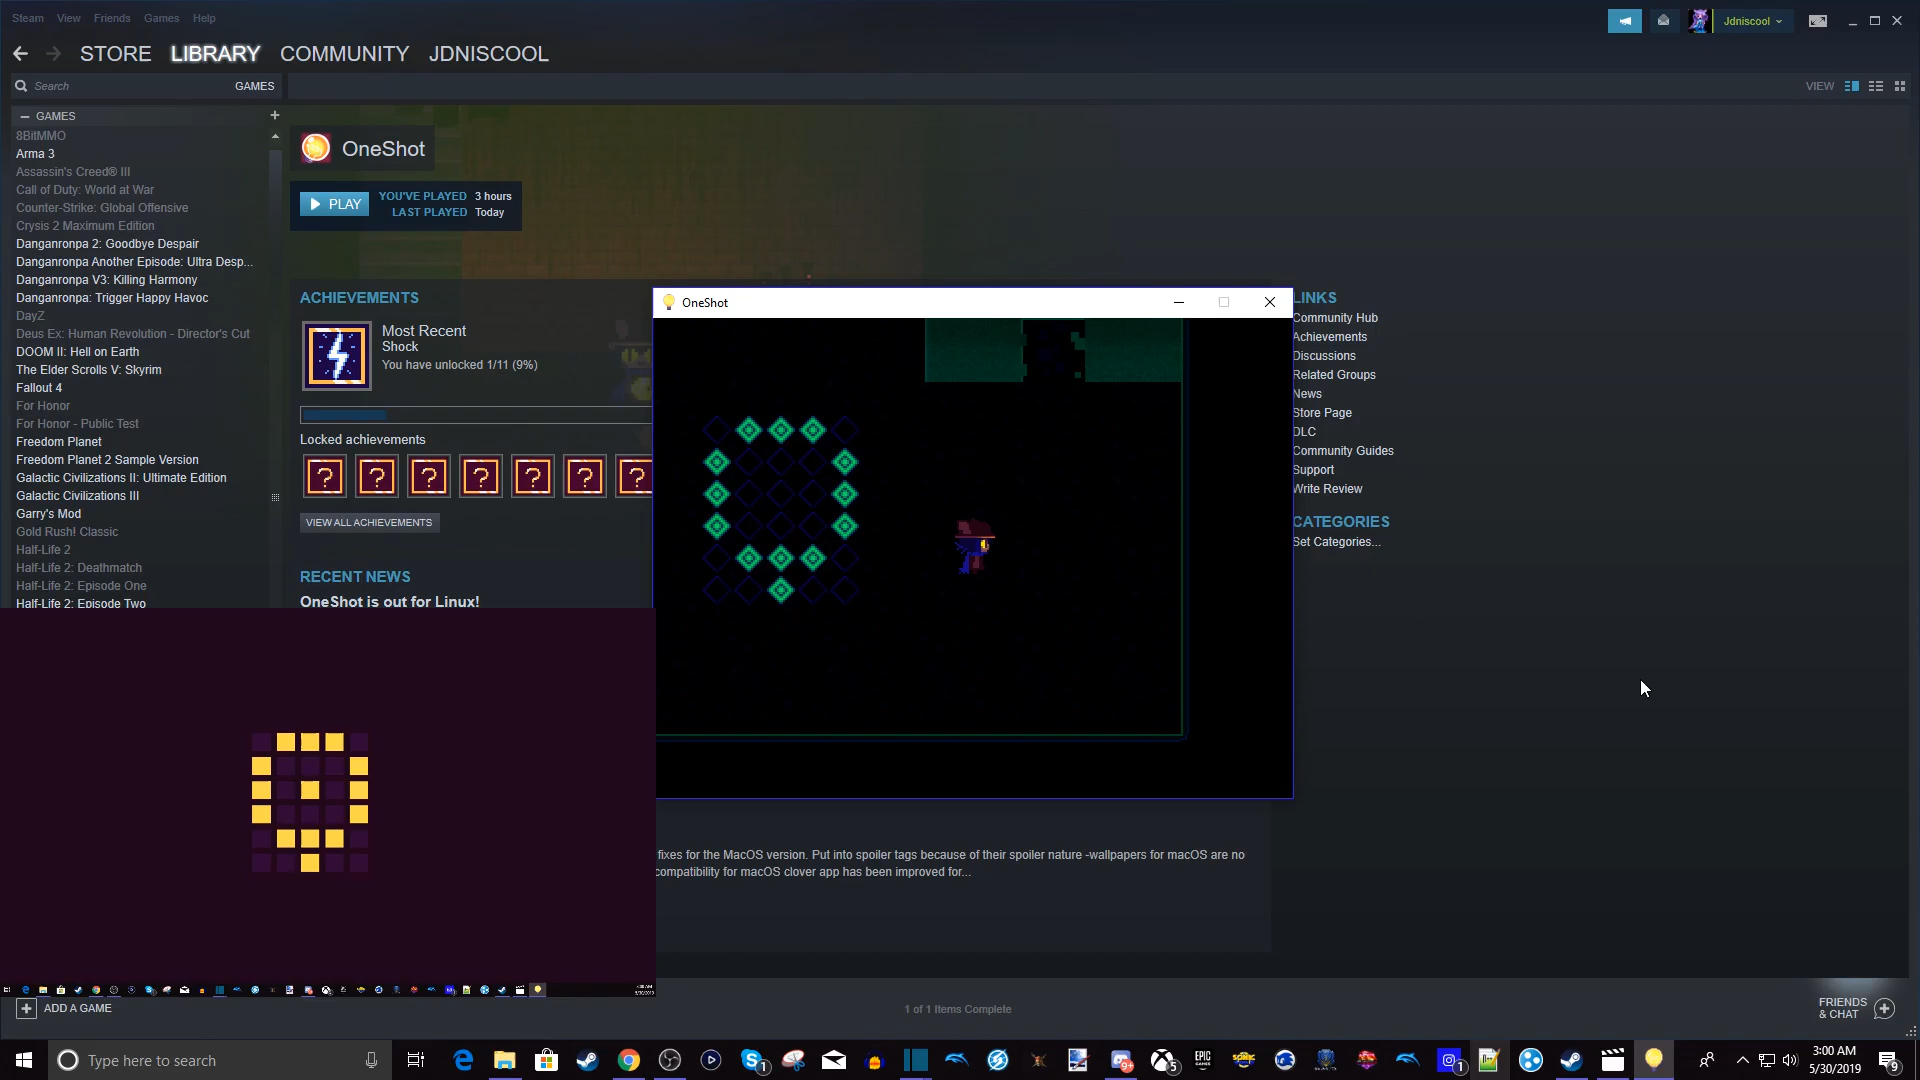 Steam View Friends Games Help
Jdniscool
STORE LIBRARY COMMUNITY JDNISCOOL
Search GAMES
VIEW
GAMES
8BitMMO
Arma 3
Assassin's Creed® III
Call of Duty: World at War
Counter-Strike: Global Offensive
Crysis 2 Maximum Edition
Danganronpa 2: Goodbye Despair
Danganronpa Another Episode: Ultra Desp...
Danganronpa V3: Killing Harmony
Danganronpa: Trigger Happy Havoc
DayZ
Deus Ex: Human Revolution - Director's Cut
DOOM II: Hell on Earth
The Elder Scrolls V: Skyrim
Fallout 4
For Honor
For Honor - Public Test
Freedom Planet
Freedom Planet 2 Sample Version
Galactic Civilizations II: Ultimate Edition
Galactic Civilizations III
Garry's Mod
Gold Rush! Classic
Half-Life 2
Half-Life 2: Deathmatch
Half-Life 2: Episode One
Half-Life 2: Episode Two
OneShot
PLAY
YOU'VE PLAYED 3 hours
LAST PLAYED Today
ACHIEVEMENTS
Most Recent
Shock
You have unlocked 1/11 (9%)
Locked achievements
VIEW ALL ACHIEVEMENTS
RECENT NEWS
OneShot is out for Linux!
OneShot
LINKS
Community Hub
Achievements
Discussions
Related Groups
News
Store Page
DLC
Community Guides
Support
Write Review
CATEGORIES
Set Categories...
fixes for the MacOS version. Put into spoiler tags because of their spoiler nature -wallpapers for macOS are no
compatibility for macOS clover app has been improved for...
ADD A GAME
1 of 1 Items Complete
FRIENDS
& CHAT
Type here to search
3:00 AM
5/30/2019